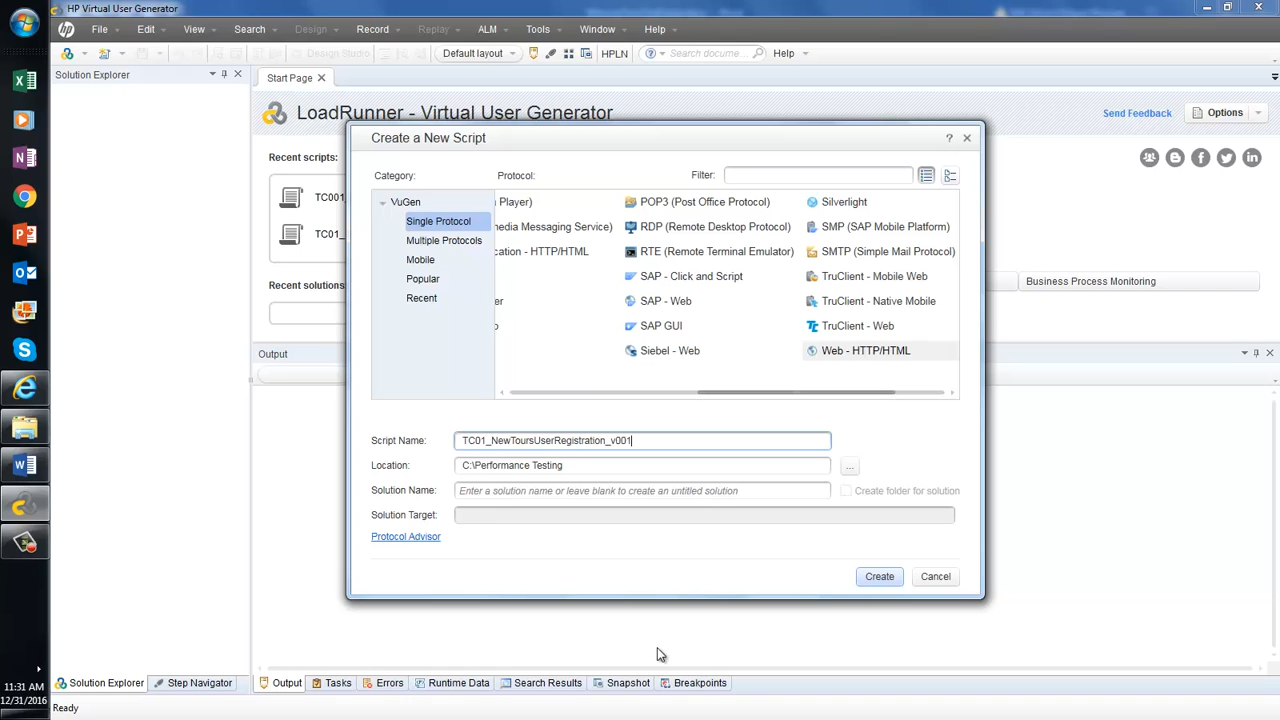 HP Virtual User Generator
File Edit View Search Design Record Replay ALM Tools Window Help
Design Studio Default layout HPLN Search docume... Help
Solution Explorer
Start Page
LoadRunner - Virtual User Generator
Send Feedback Options
Create a New Script
Recent scripts:
Category: Protocol: Filter:
TC001_
TC01_
VuGen
Single Protocol
Multiple Protocols
Mobile
Popular
Recent
Player) POP3 (Post Office Protocol) Silverlight
media Messaging Service) RDP (Remote Desktop Protocol) SMP (SAP Mobile Platform)
cation - HTTP/HTML RTE (Remote Terminal Emulator) SMTP (Simple Mail Protocol)
SAP - Click and Script TruClient - Mobile Web
er SAP - Web TruClient - Native Mobile
SAP GUI TruClient - Web
Siebel - Web Web - HTTP/HTML
Recent solutions
Business Process Monitoring
Output
Script Name: TC01_NewToursUserRegistration_v001
Location: C:\Performance Testing ...
Solution Name: Enter a solution name or leave blank to create an untitled solution Create folder for solution
Solution Target:
Protocol Advisor
Create Cancel
Solution Explorer Step Navigator Output Tasks Errors Runtime Data Search Results Snapshot Breakpoints
Ready
11:31 AM
12/31/2016